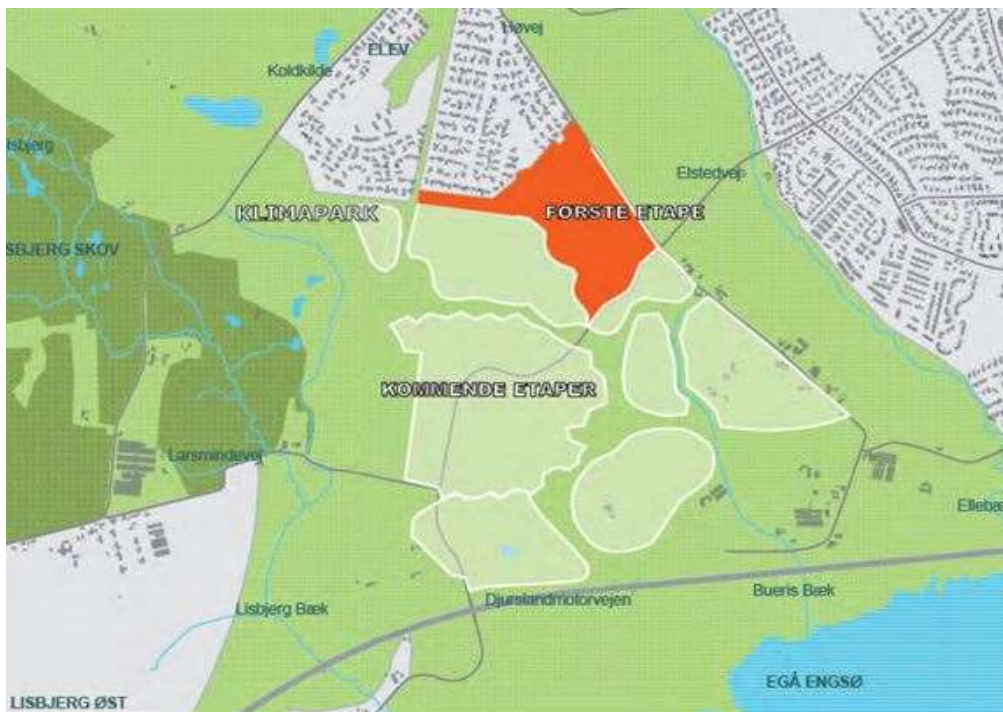 Høvej
ELEV
Koldkilde
Elstedvej
KLIMAPARK
FØRSTE ETAPE
SBJERG SKOV
KOMMENDE ETAPER
Larsmindevej
Lisbjerg Bæk
Djurslandmotorvejen
Bueris Bæk
EGÅ ENGSØ
LISBJERG ØST